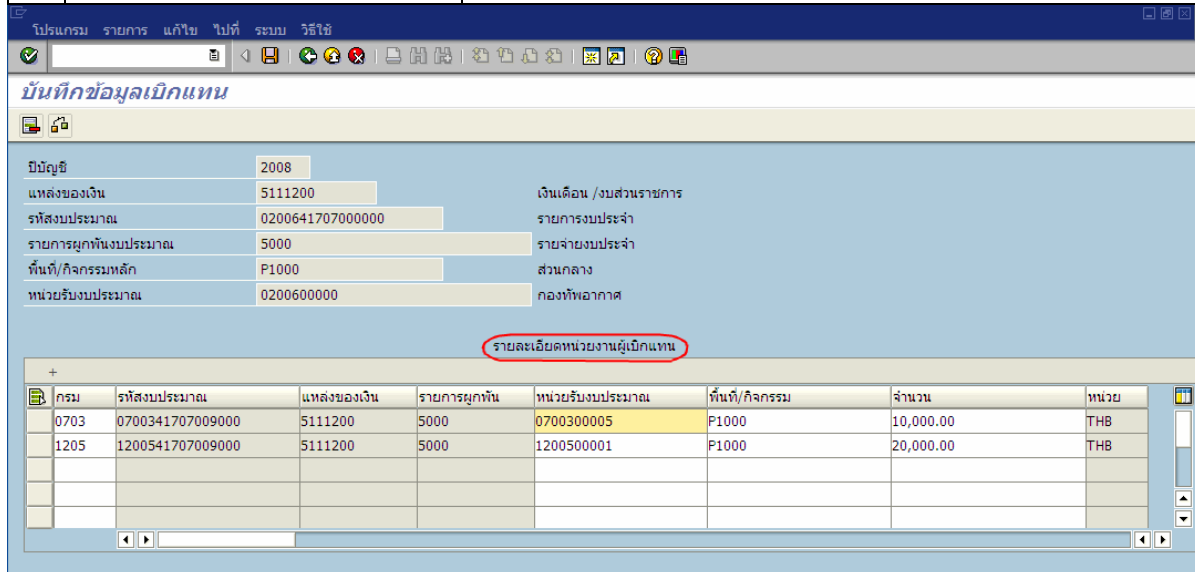 โปรแกรม รายการ แก้ไข ไปที่ ระบบ วิธีใช้
บันทึกข้อมูลเบิกแทน
ปีบัญชี 2008
แหล่งของเงิน 5111200 เงินเดือน /งบส่วนราชการ
รหัสงบประมาณ 0200641707000000 รายการงบประจำ
รายการผูกพันงบประมาณ 5000 รายจ่ายงบประจำ
พื้นที่/กิจกรรมหลัก P1000 ส่วนกลาง
หน่วยรับงบประมาณ 0200600000 กองทัพอากาศ
รายละเอียดหน่วยงานผู้เบิกแทน
+
กรม รหัสงบประมาณ แหล่งของเงิน รายการผูกพัน หน่วยรับงบประมาณ พื้นที่/กิจกรรม จำนวน หน่วย
0703 0700341707009000 5111200 5000 0700300005 P1000 10,000.00 THB
1205 1200541707009000 5111200 5000 1200500001 P1000 20,000.00 THB